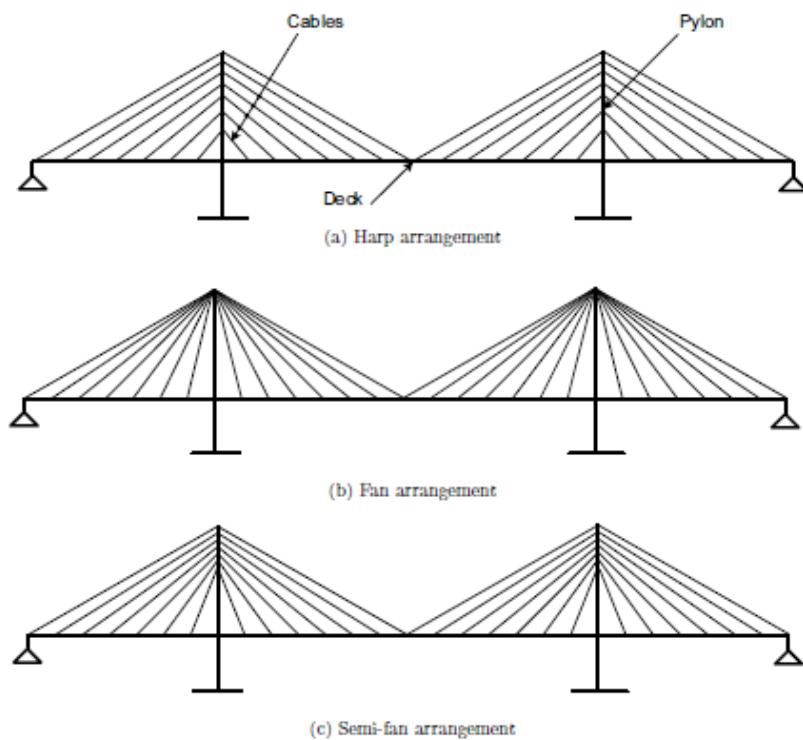 Cables
Pylon
Deck
(a) Harp arrangement
(b) Fan arrangement
(c) Semi-fan arrangement